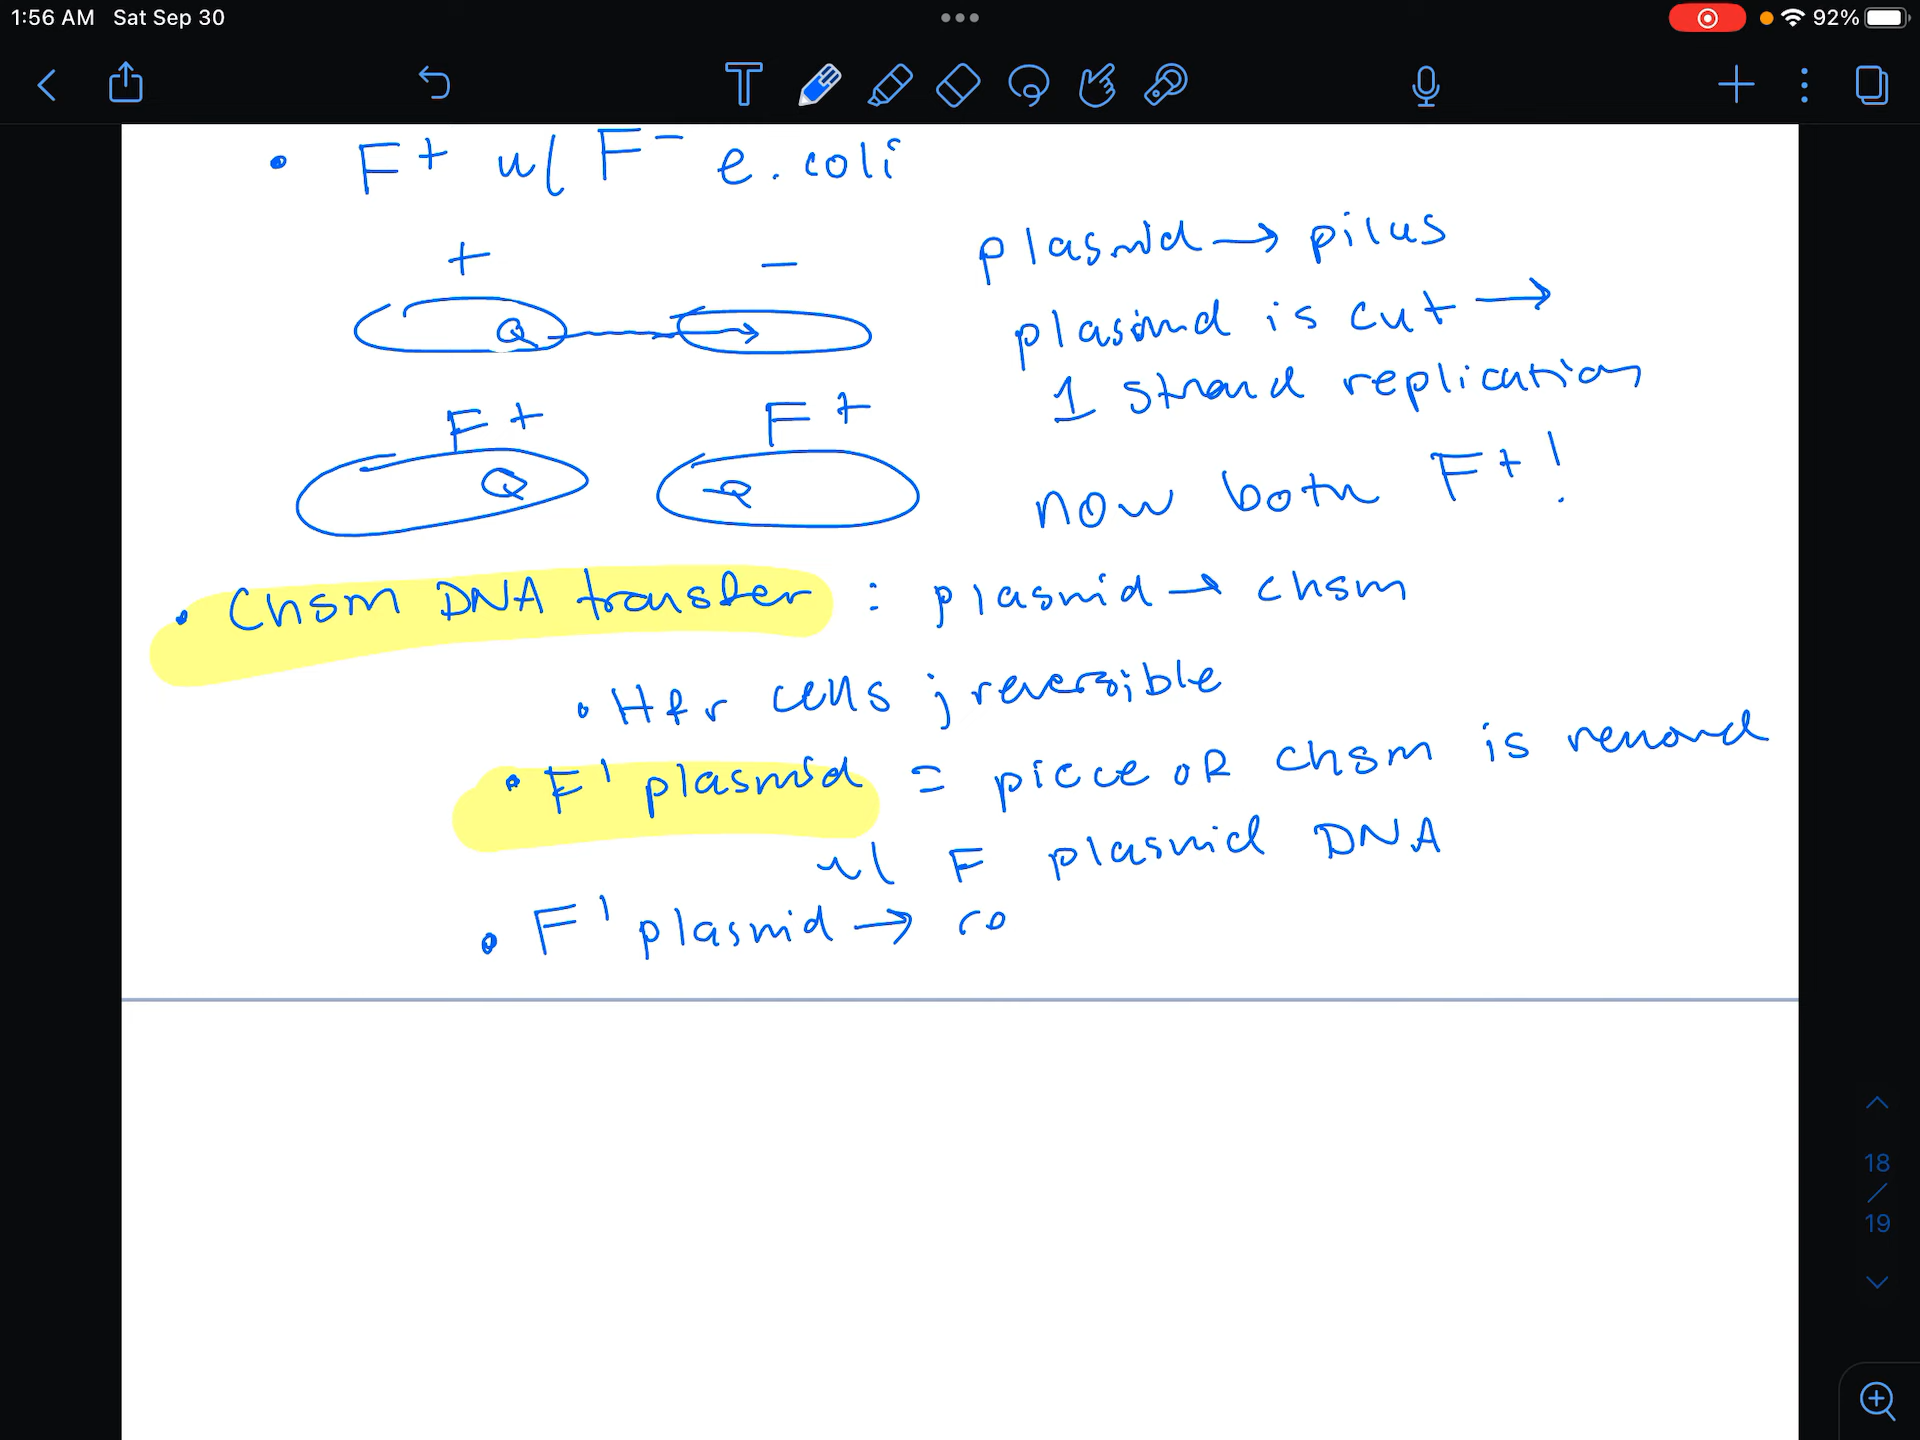 1:56 AM Sat Sep 30
92%
• F+ w/ F- e.coli
+ -
plasmid → pilus
plasmid is cut →
1 strand replication
F+ F+
now both F+!
• Chsm DNA transfer : plasmid → chsm
• Hfr cells ; reversible
• F' plasmid = piece of chsm is removed
w/ F plasmid DNA
• F' plasmid → co
18
/
19